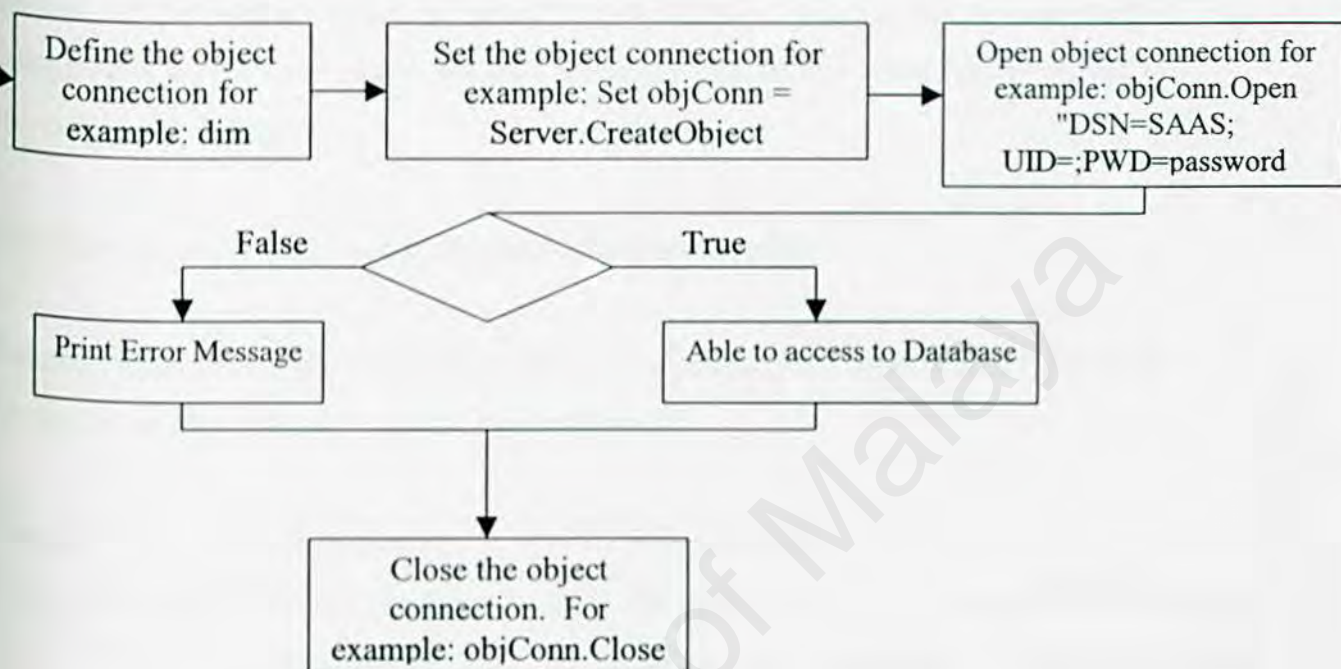 Define the object
connection for
example: dim
Set the object connection for
example: Set objConn =
Server.CreateObject
Open object connection for
example: objConn.Open
"DSN=SAAS;
UID=;PWD=password
False
True
Print Error Message
Able to access to Database
Close the object
connection. For
example: objConn.Close
of Malaya